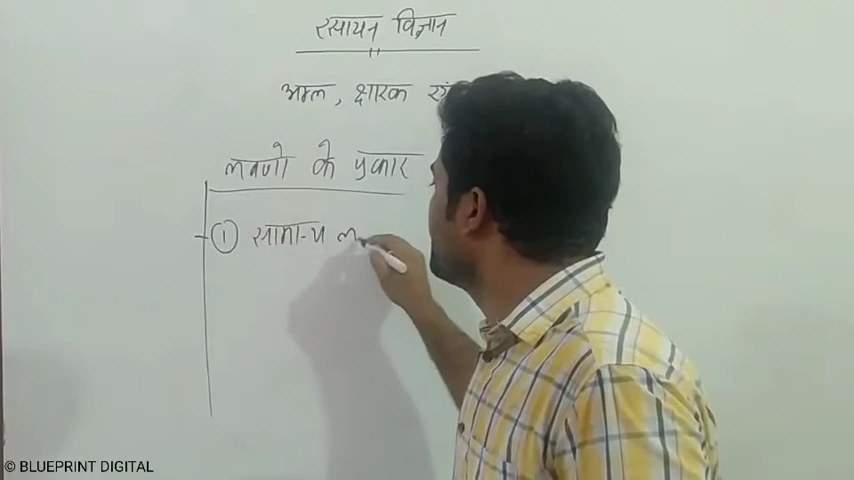 रसायन विज्ञान
अम्ल, क्षारक
लवणो के प्रकार
① सामान्य ल
© BLUEPRINT DIGITAL